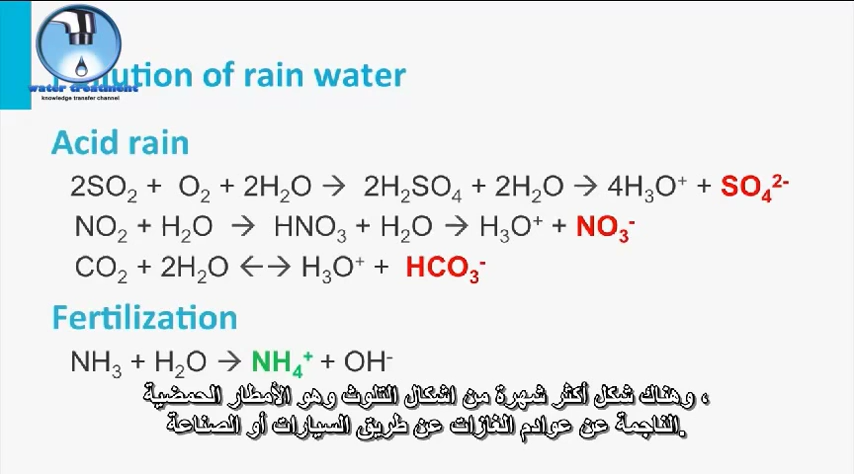 water treatment
knowledge transfer channel
Pollution of rain water
Acid rain
2SO₂ + O₂ + 2H₂O → 2H₂SO₄ + 2H₂O → 4H₃O⁺ + SO₄²⁻
NO₂ + H₂O → HNO₃ + H₂O → H₃O⁺ + NO₃⁻
CO₂ + 2H₂O ←→ H₃O⁺ + HCO₃⁻
Fertilization
NH₃ + H₂O → NH₄⁺ + OH⁻
وهناك شكل أكثر شهرة من اشكال التلوث وهو الأمطار الحمضية ،
الناجمة عن عوادم الغازات عن طريق السيارات أو الصناعة.